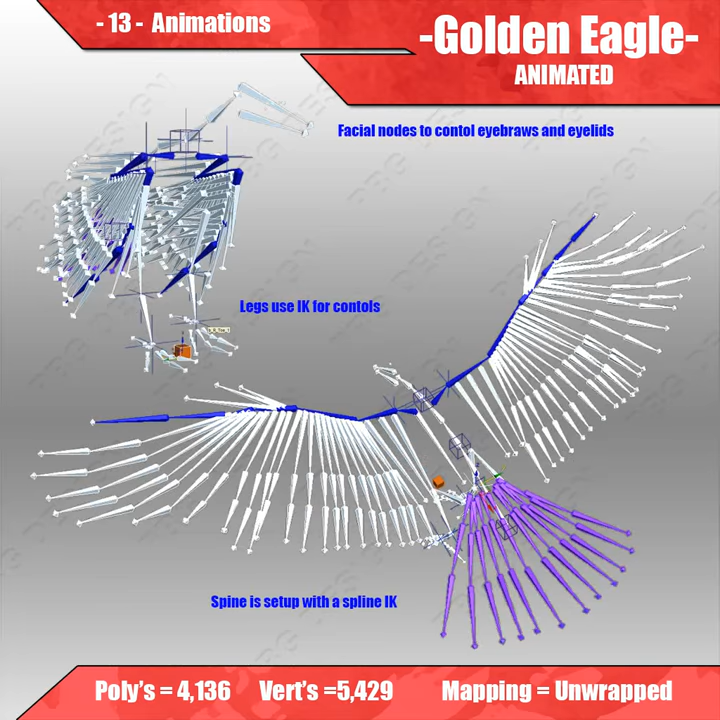 - 13 - Animations
-Golden Eagle-
ANIMATED
Facial nodes to contol eyebraws and eyelids
Legs use IK for contols
Spine is setup with a spline IK
Poly's = 4,136 Vert's =5,429 Mapping = Unwrapped